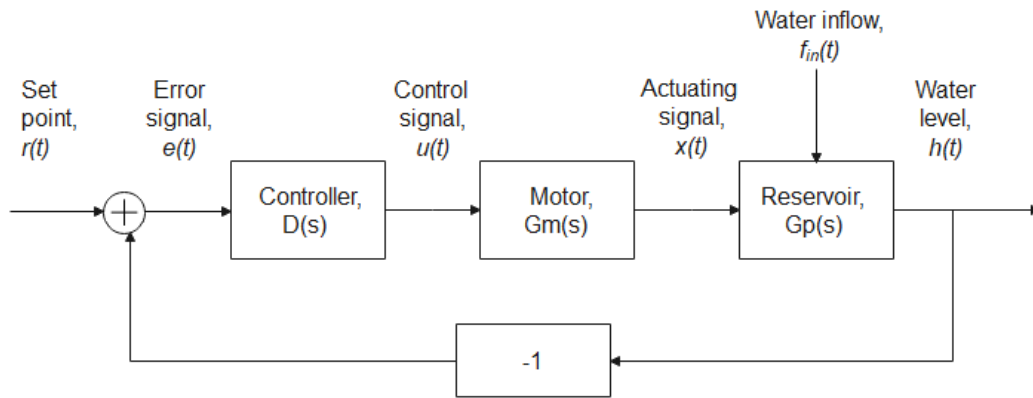 Water inflow,
fin(t)
Set
point,
r(t)
Error
signal,
e(t)
Control
signal,
u(t)
Actuating
signal,
x(t)
Water
level,
h(t)
Controller,
D(s)
Motor,
Gm(s)
Reservoir,
Gp(s)
-1